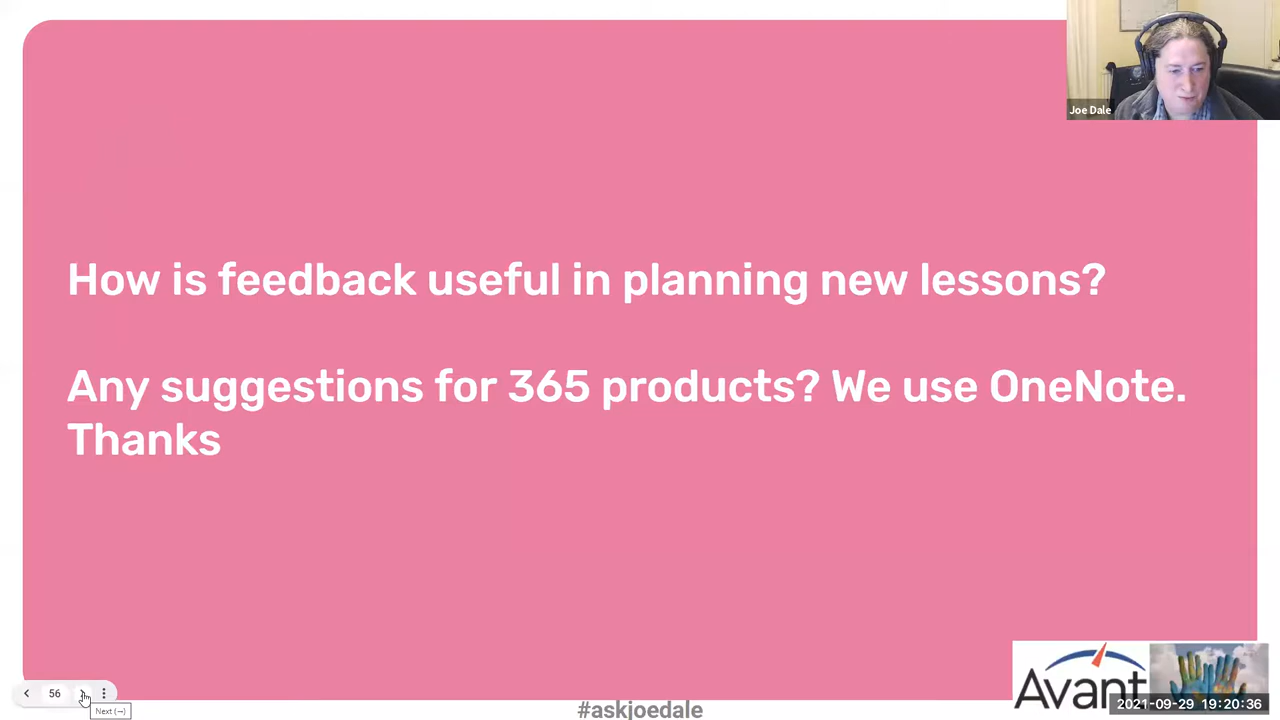 Joe Dale
How is feedback useful in planning new lessons?
Any suggestions for 365 products? We use OneNote.
Thanks
Avant
2021-09-29 19:20:36
56
Next (→)
#askjoedale